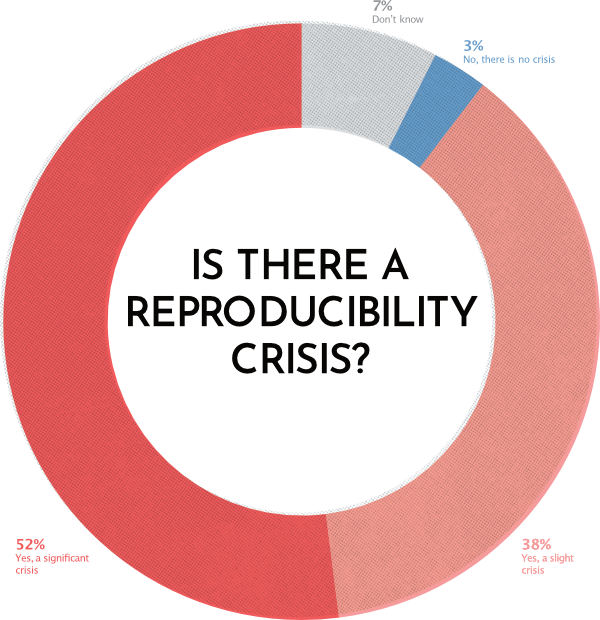 7%
Don't know
3%
No, there is no crisis
IS THERE A
REPRODUCIBILITY
CRISIS?
52%
Yes, a significant
crisis
38%
Yes, a slight
crisis